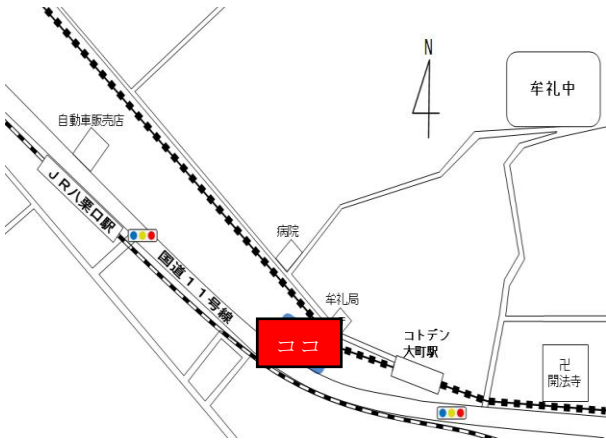 N
牟礼中
自動車販売店
JR八栗口駅
病院
国道11号線
牟礼局
〒
ココ
コトデン
大町駅
卍
開法寺